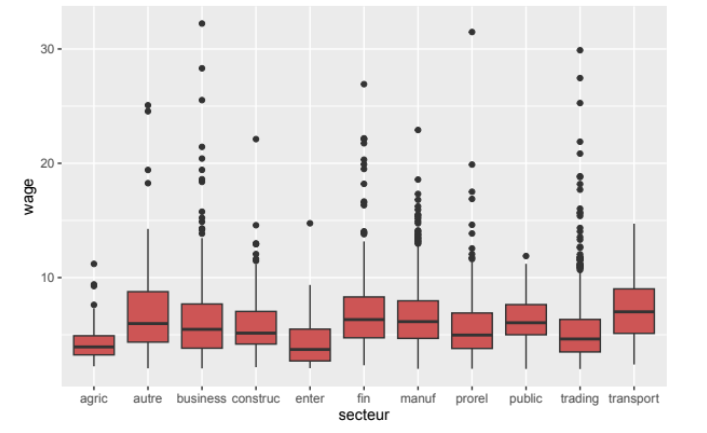 30
20
10
wage
agric autre business construc enter fin manuf prorel public trading transport
secteur